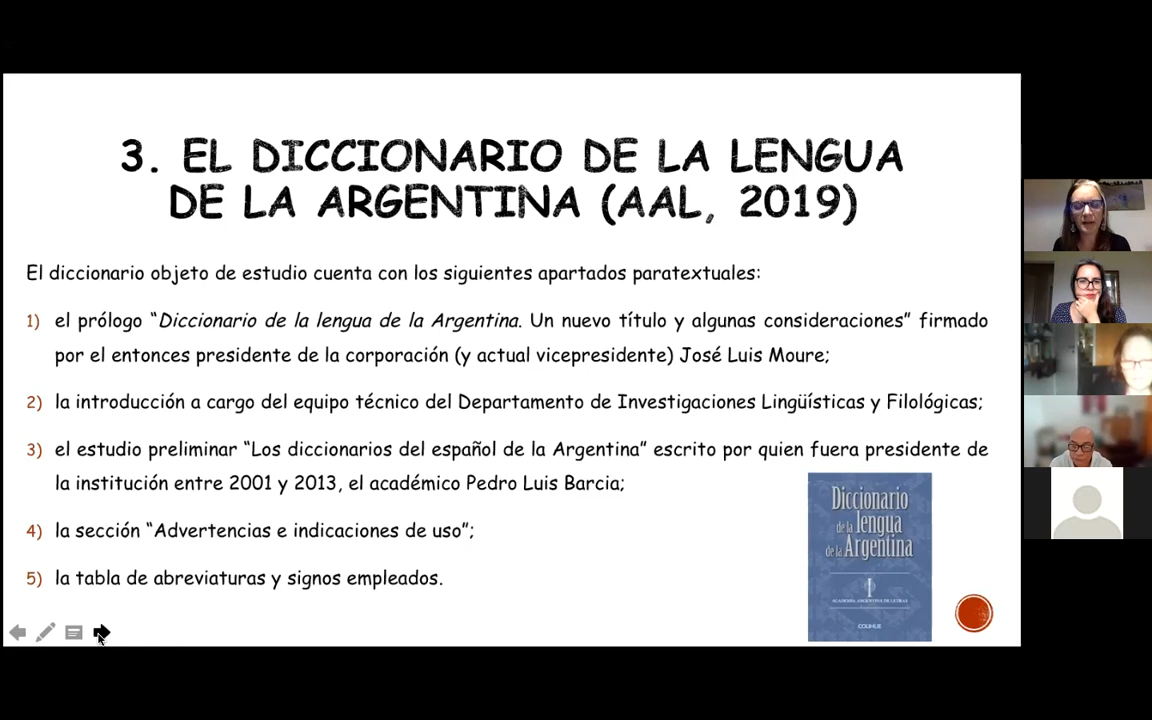 3. EL DICCIONARIO DE LA LENGUA
DE LA ARGENTINA (AAL, 2019)
El diccionario objeto de estudio cuenta con los siguientes apartados paratextuales:
1) el prólogo “Diccionario de la lengua de la Argentina. Un nuevo título y algunas consideraciones” firmado
por el entonces presidente de la corporación (y actual vicepresidente) José Luis Moure;
2) la introducción a cargo del equipo técnico del Departamento de Investigaciones Lingüísticas y Filológicas;
3) el estudio preliminar “Los diccionarios del español de la Argentina” escrito por quien fuera presidente de
la institución entre 2001 y 2013, el académico Pedro Luis Barcia;
4) la sección “Advertencias e indicaciones de uso”;
5) la tabla de abreviaturas y signos empleados.
Diccionario
de la lengua
de la Argentina
ACADEMIA ARGENTINA DE LETRAS
COLIHUE